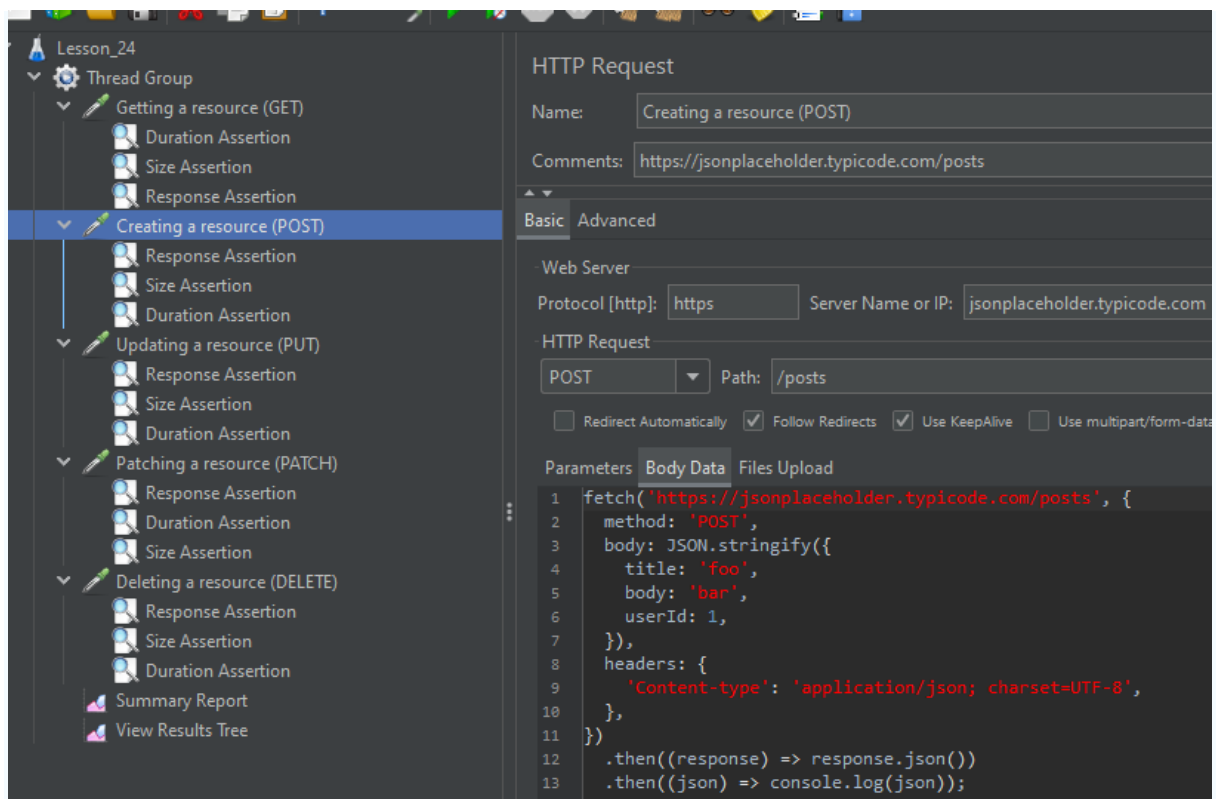 Lesson_24
Thread Group
Getting a resource (GET)
Duration Assertion
Size Assertion
Response Assertion
Creating a resource (POST)
Response Assertion
Size Assertion
Duration Assertion
Updating a resource (PUT)
Response Assertion
Size Assertion
Duration Assertion
Patching a resource (PATCH)
Response Assertion
Duration Assertion
Size Assertion
Deleting a resource (DELETE)
Response Assertion
Size Assertion
Duration Assertion
Summary Report
View Results Tree
HTTP Request
Name: Creating a resource (POST)
Comments: https://jsonplaceholder.typicode.com/posts
Basic Advanced
Web Server
Protocol [http]: https Server Name or IP: jsonplaceholder.typicode.com
HTTP Request
POST Path: /posts
Redirect Automatically Follow Redirects Use KeepAlive Use multipart/form-data
Parameters Body Data Files Upload
1 fetch('https://jsonplaceholder.typicode.com/posts', {
2 method: 'POST',
3 body: JSON.stringify({
4 title: 'foo',
5 body: 'bar',
6 userId: 1,
7 }),
8 headers: {
9 'Content-type': 'application/json; charset=UTF-8',
10 },
11 })
12 .then((response) => response.json())
13 .then((json) => console.log(json));